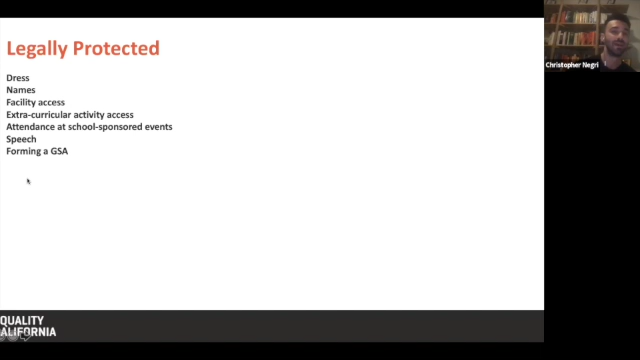 Legally Protected
Dress
Names
Facility access
Extra-curricular activity access
Attendance at school-sponsored events
Speech
Forming a GSA
QUALITY
ALIFORNIA
Christopher Negri